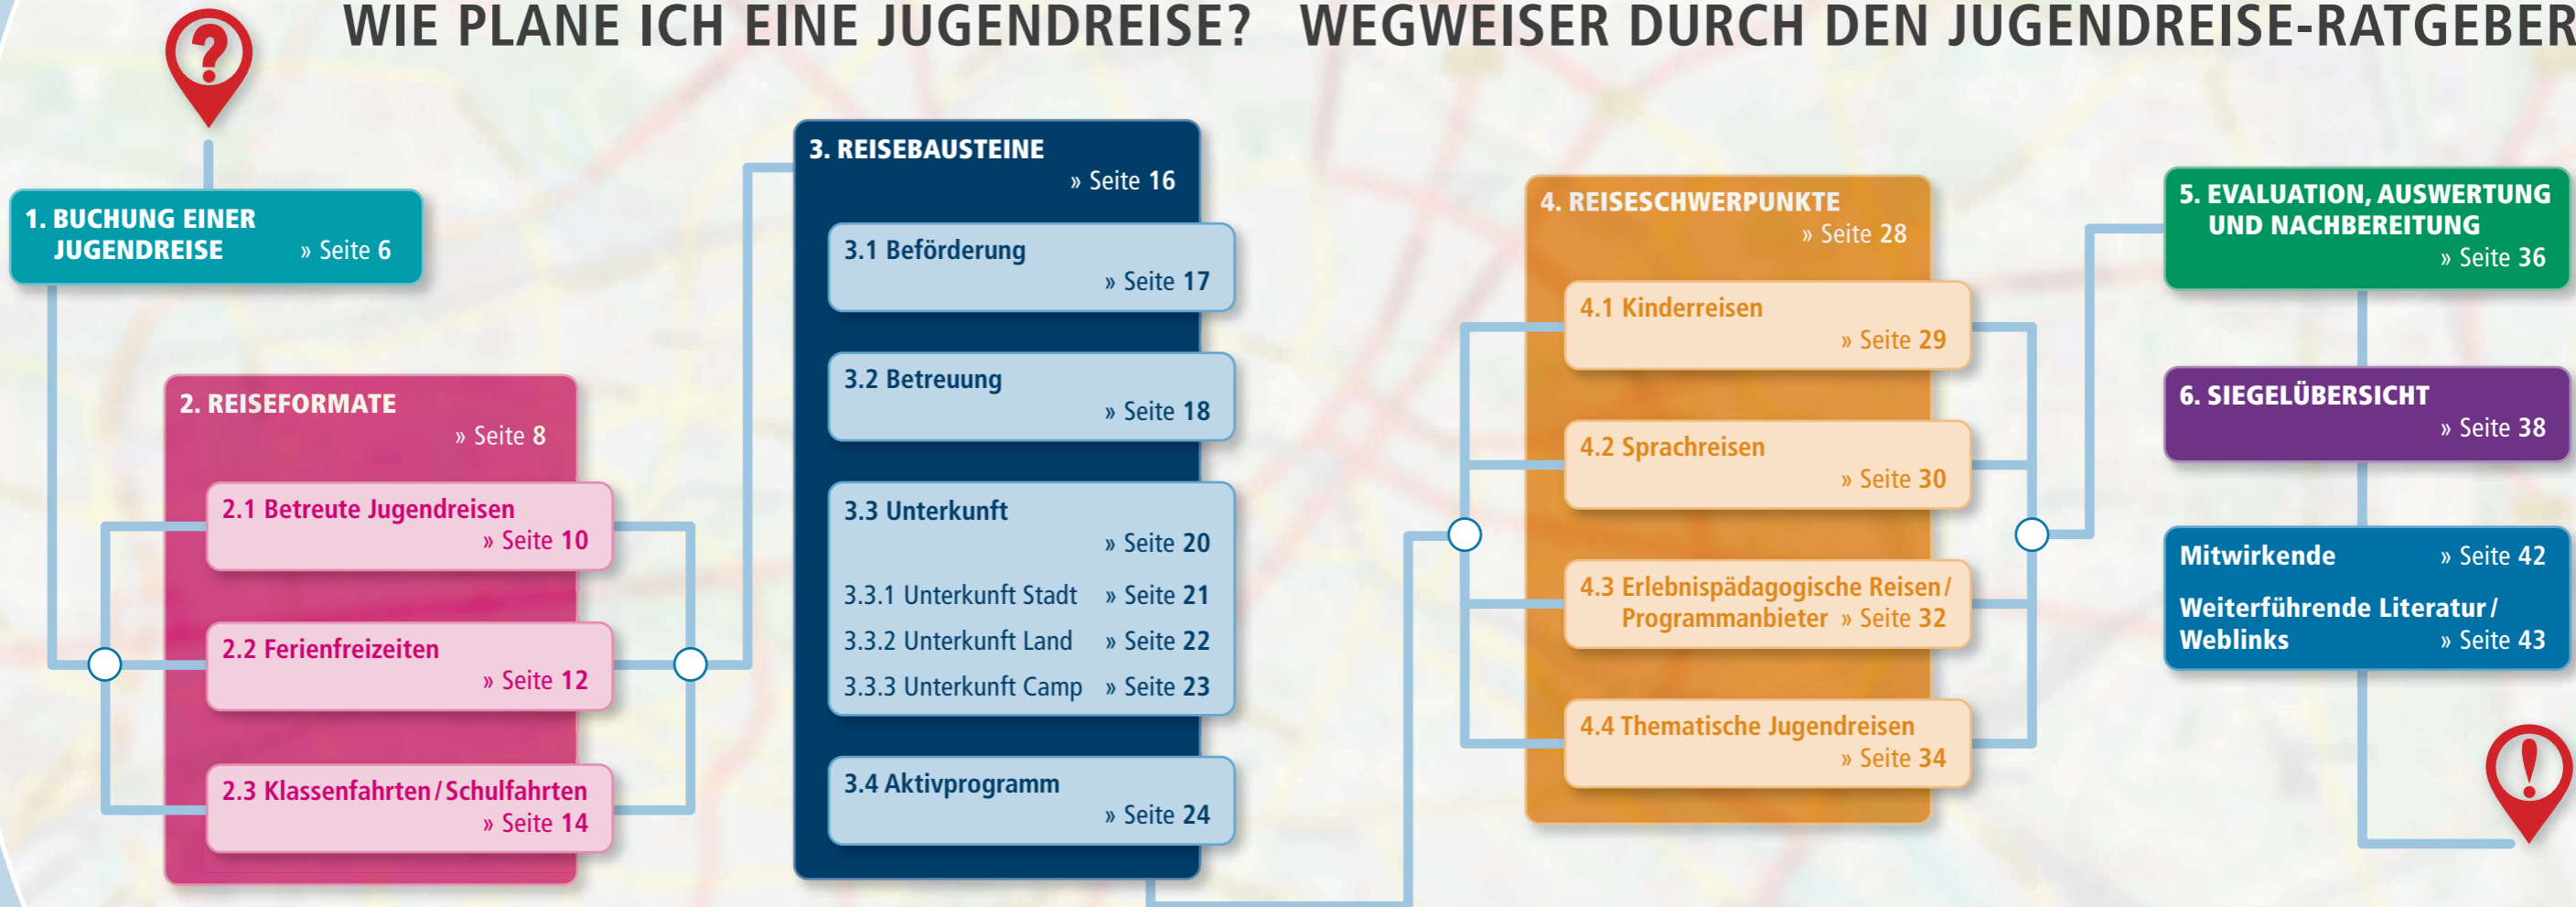 WIE PLANE ICH EINE JUGENDREISE? WEGWEISER DURCH DEN JUGENDREISE-RATGEBER
?
1. BUCHUNG EINER
JUGENDREISE » Seite 6
2. REISEFORMATE
» Seite 8
2.1 Betreute Jugendreisen
» Seite 10
2.2 Ferienfreizeiten
» Seite 12
2.3 Klassenfahrten/Schulfahrten
» Seite 14
3. REISEBAUSTEINE
» Seite 16
3.1 Beförderung
» Seite 17
3.2 Betreuung
» Seite 18
3.3 Unterkunft
» Seite 20
3.3.1 Unterkunft Stadt » Seite 21
3.3.2 Unterkunft Land » Seite 22
3.3.3 Unterkunft Camp » Seite 23
3.4 Aktivprogramm
» Seite 24
4. REISESCHWERPUNKTE
» Seite 28
4.1 Kinderreisen
» Seite 29
4.2 Sprachreisen
» Seite 30
4.3 Erlebnispädagogische Reisen/
Programmanbieter » Seite 32
4.4 Thematische Jugendreisen
» Seite 34
5. EVALUATION, AUSWERTUNG
UND NACHBEREITUNG
» Seite 36
6. SIEGELÜBERSICHT
» Seite 38
Mitwirkende » Seite 42
Weiterführende Literatur/
Weblinks » Seite 43
!